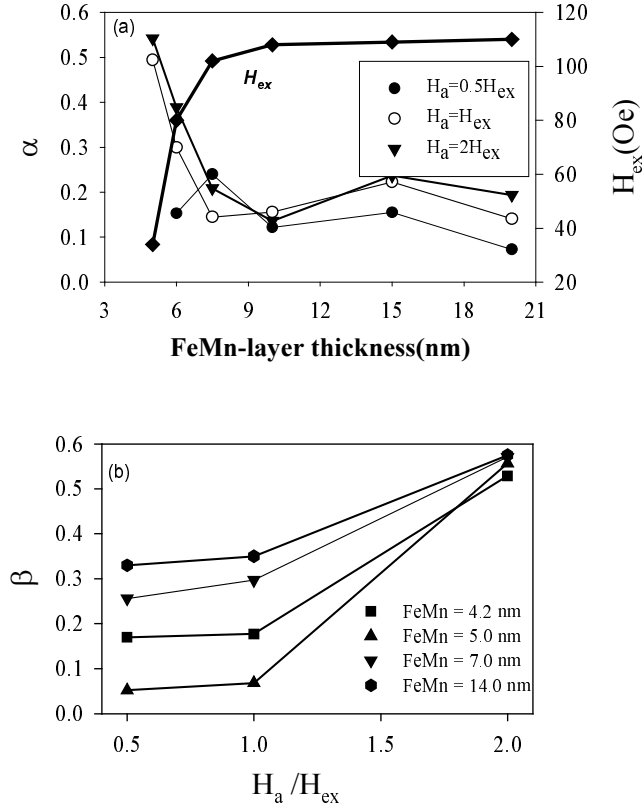 (a)
0.6
0.5
0.4
0.3
0.2
0.1
0.0
α
120
100
80
60
40
20
H_ex(Oe)
H_ex
H_a=0.5H_ex
H_a=H_ex
H_a=2H_ex
3 6 9 12 15 18 21
FeMn-layer thickness(nm)
(b)
0.6
0.5
0.4
0.3
0.2
0.1
0.0
β
FeMn = 4.2 nm
FeMn = 5.0 nm
FeMn = 7.0 nm
FeMn = 14.0 nm
0.5 1.0 1.5 2.0
H_a /H_ex